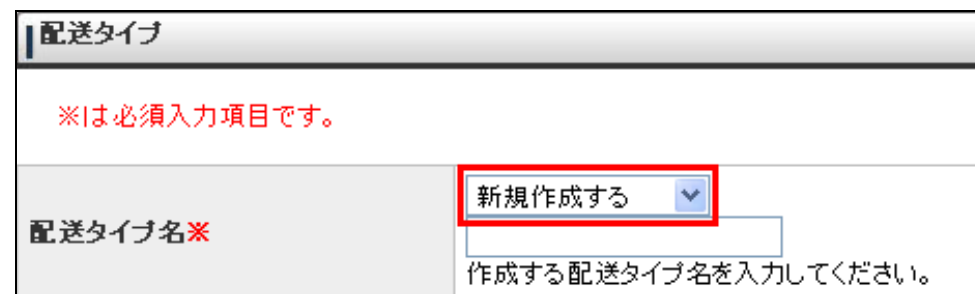 配送タイプ
※は必須入力項目です。
配送タイプ名※
新規作成する
作成する配送タイプ名を入力してください。